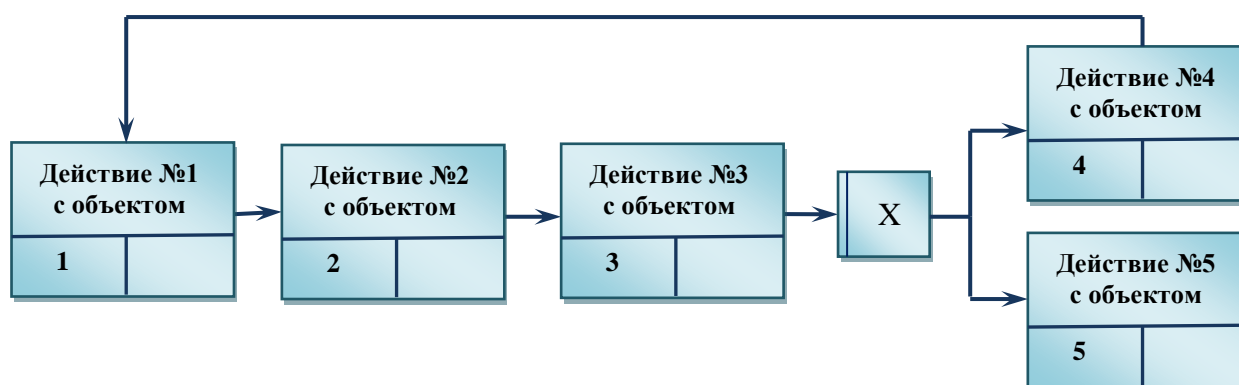 Действие №1
с объектом
1
Действие №2
с объектом
2
Действие №3
с объектом
3
X
Действие №4
с объектом
4
Действие №5
с объектом
5